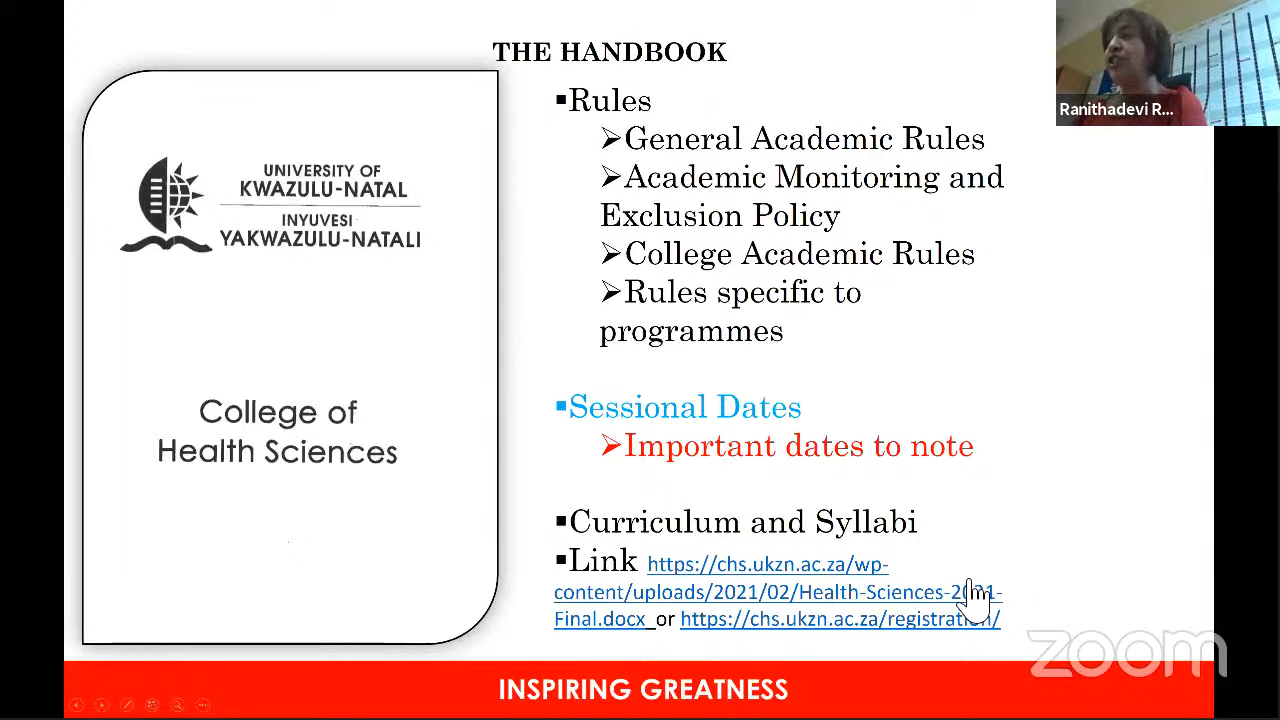 THE HANDBOOK
UNIVERSITY OF
KWAZULU-NATAL
INYUVESI
YAKWAZULU-NATALI
College of
Health Sciences
▪Rules
➢General Academic Rules
➢Academic Monitoring and
Exclusion Policy
➢College Academic Rules
➢Rules specific to
programmes
▪Sessional Dates
➢Important dates to note
▪Curriculum and Syllabi
▪Link https://chs.ukzn.ac.za/wp-
content/uploads/2021/02/Health-Sciences-2021-
Final.docx or https://chs.ukzn.ac.za/registration/
Ranithadevi R...
zoom
INSPIRING GREATNESS